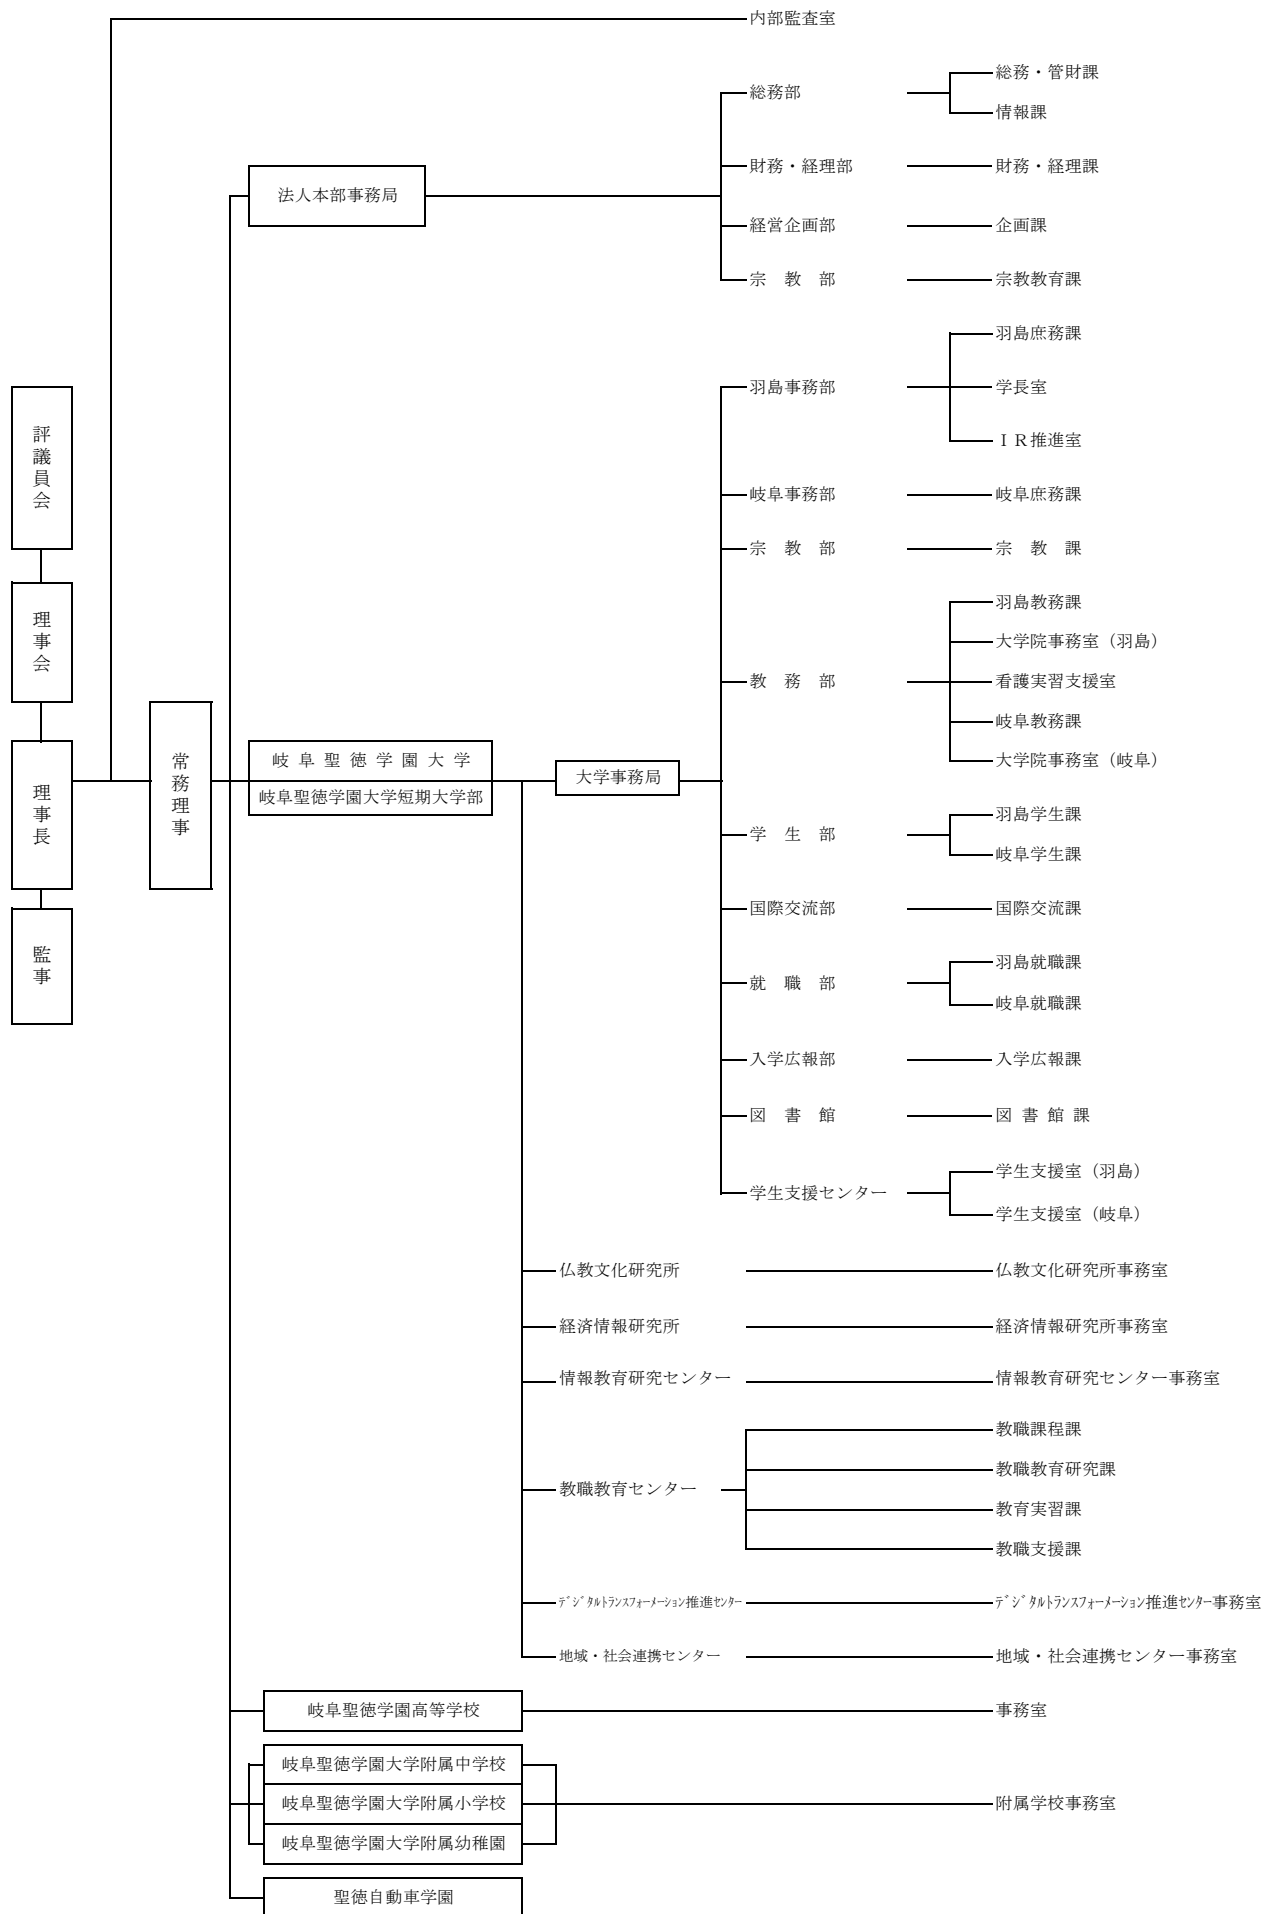 内部監査室
総務・管財課
総務部
情報課
財務・経理部
財務・経理課
法人本部事務局
経営企画部
企画課
宗　教　部
宗教教育課
羽島庶務課
羽島事務部
学長室
ＩＲ推進室
評議員会
岐阜事務部
岐阜庶務課
宗　教　部
宗　教　課
理事会
羽島教務課
大学院事務室（羽島）
教　務　部
看護実習支援室
岐阜教務課
大学院事務室（岐阜）
理事長
常務理事
岐 阜 聖 徳 学 園 大 学
岐阜聖徳学園大学短期大学部
大学事務局
羽島学生課
学　生　部
岐阜学生課
監事
国際交流部
国際交流課
羽島就職課
就　職　部
岐阜就職課
入学広報部
入学広報課
図　書　館
図 書 館 課
学生支援室（羽島）
学生支援センター
学生支援室（岐阜）
仏教文化研究所
仏教文化研究所事務室
経済情報研究所
経済情報研究所事務室
情報教育研究センター
情報教育研究センター事務室
教職課程課
教職教育研究課
教職教育センター
教育実習課
教職支援課
ﾃﾞｼﾞﾀﾙﾄﾗﾝｽﾌｫｰﾒｰｼｮﾝ推進ｾﾝﾀｰ
ﾃﾞｼﾞﾀﾙﾄﾗﾝｽﾌｫｰﾒｰｼｮﾝ推進ｾﾝﾀｰ事務室
地域・社会連携センター
地域・社会連携センター事務室
岐阜聖徳学園高等学校
事務室
岐阜聖徳学園大学附属中学校
岐阜聖徳学園大学附属小学校
附属学校事務室
岐阜聖徳学園大学附属幼稚園
聖徳自動車学園